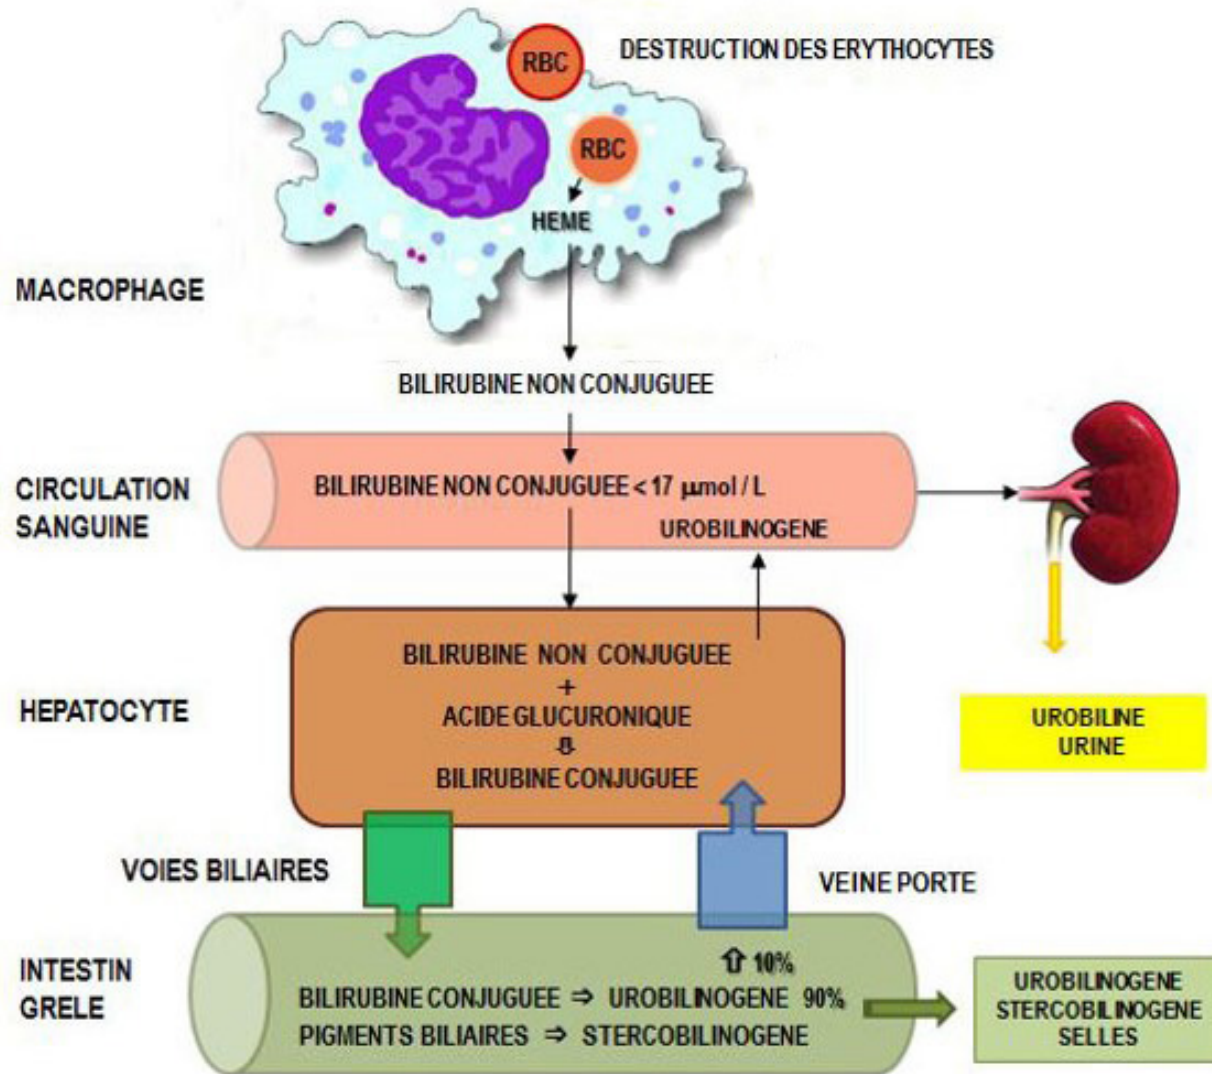 RBC
DESTRUCTION DES ERYTHOCYTES
RBC
HEME
MACROPHAGE
BILIRUBINE NON CONJUGUEE
CIRCULATION
SANGUINE
BILIRUBINE NON CONJUGUEE < 17 µmol / L
UROBILINOGENE
HEPATOCYTE
BILIRUBINE NON CONJUGUEE
+
ACIDE GLUCURONIQUE
⇩
BILIRUBINE CONJUGUEE
UROBILINE
URINE
VOIES BILIAIRES
VEINE PORTE
INTESTIN
GRELE
⇧ 10%
BILIRUBINE CONJUGUEE ⇒ UROBILINOGENE 90%
PIGMENTS BILIAIRES ⇒ STERCOBILINOGENE
UROBILINOGENE
STERCOBILINOGENE
SELLES